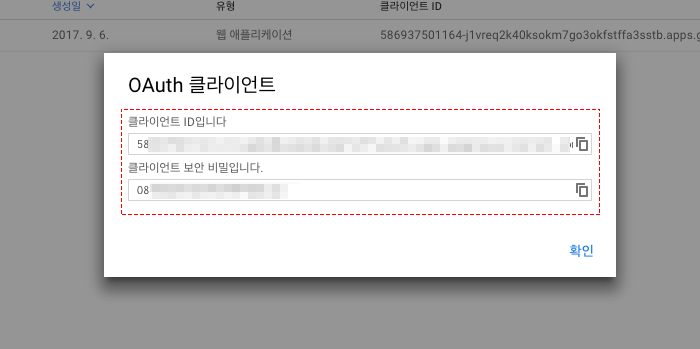 생성일 유형 클라이언트 ID
2017. 9. 6. 웹 애플리케이션 586937501164-j1vreq2k40ksokm7go3okfstffa3sstb.apps.g
OAuth 클라이언트
클라이언트 ID입니다
58
클라이언트 보안 비밀입니다.
08
확인